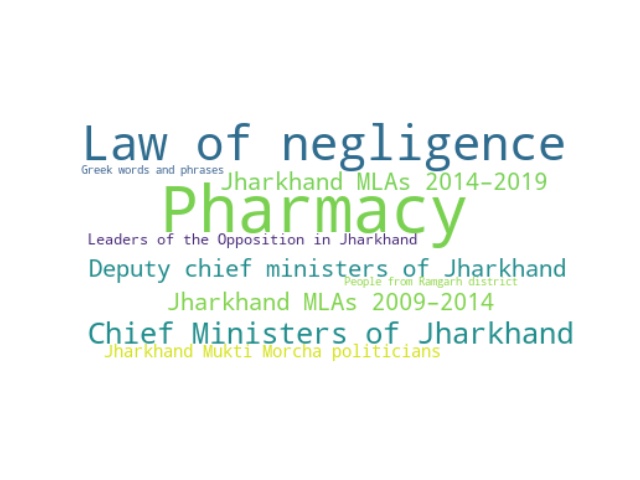 Law of negligence
Greek words and phrases
Jharkhand MLAs 2014–2019
Pharmacy
Leaders of the Opposition in Jharkhand
Deputy chief ministers of Jharkhand
People from Ramgarh district
Jharkhand MLAs 2009–2014
Chief Ministers of Jharkhand
Jharkhand Mukti Morcha politicians